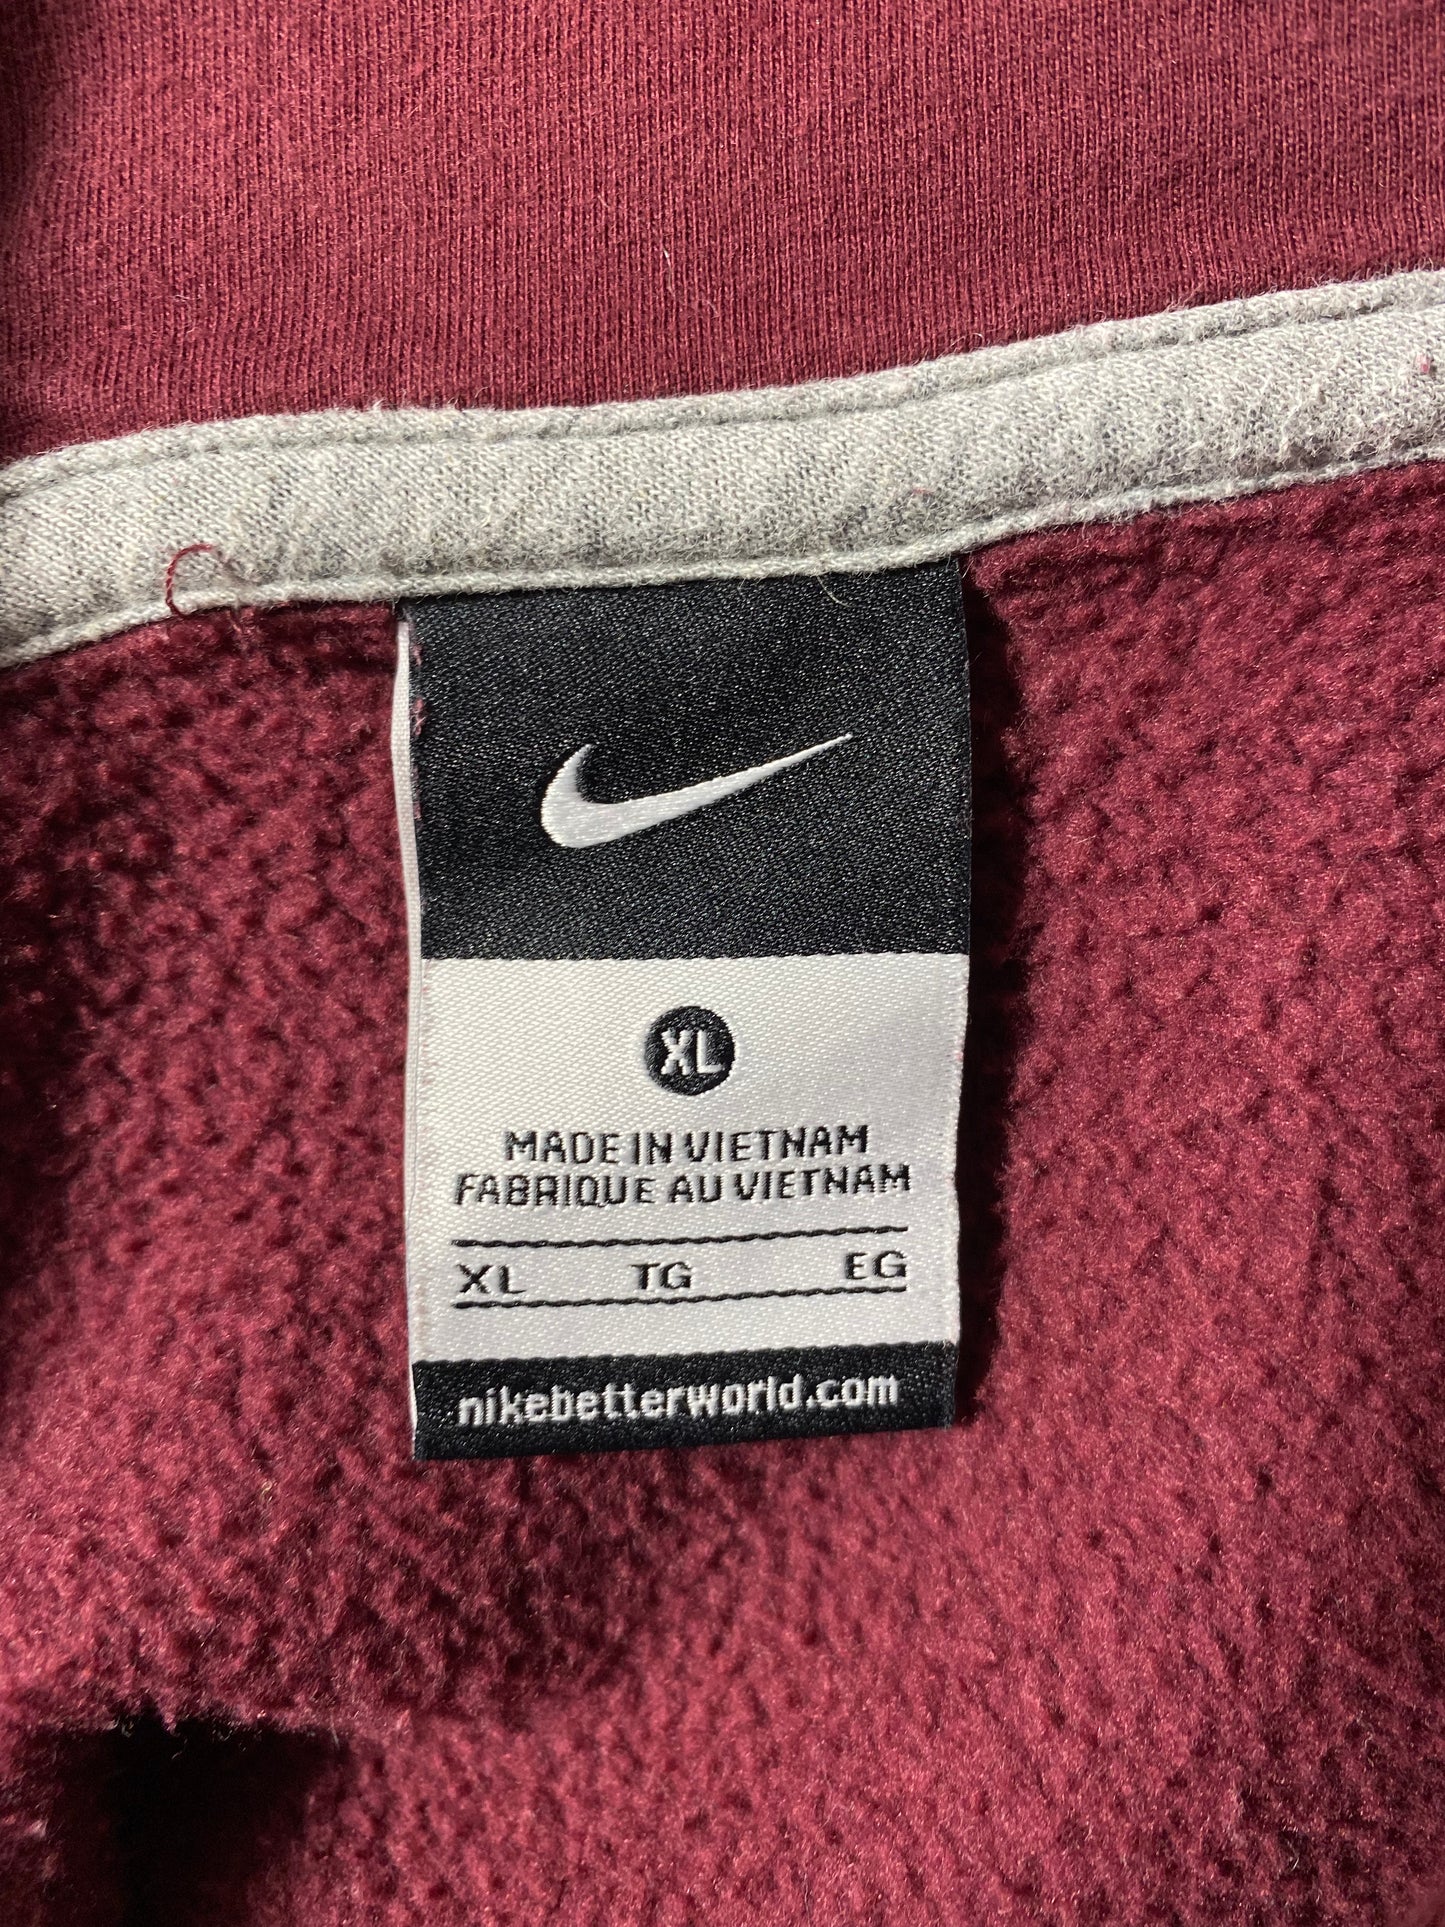 XL
MADE IN VIETNAM
FABRIQUE AU VIETNAM
XL TG EG
nikebetterworld.com